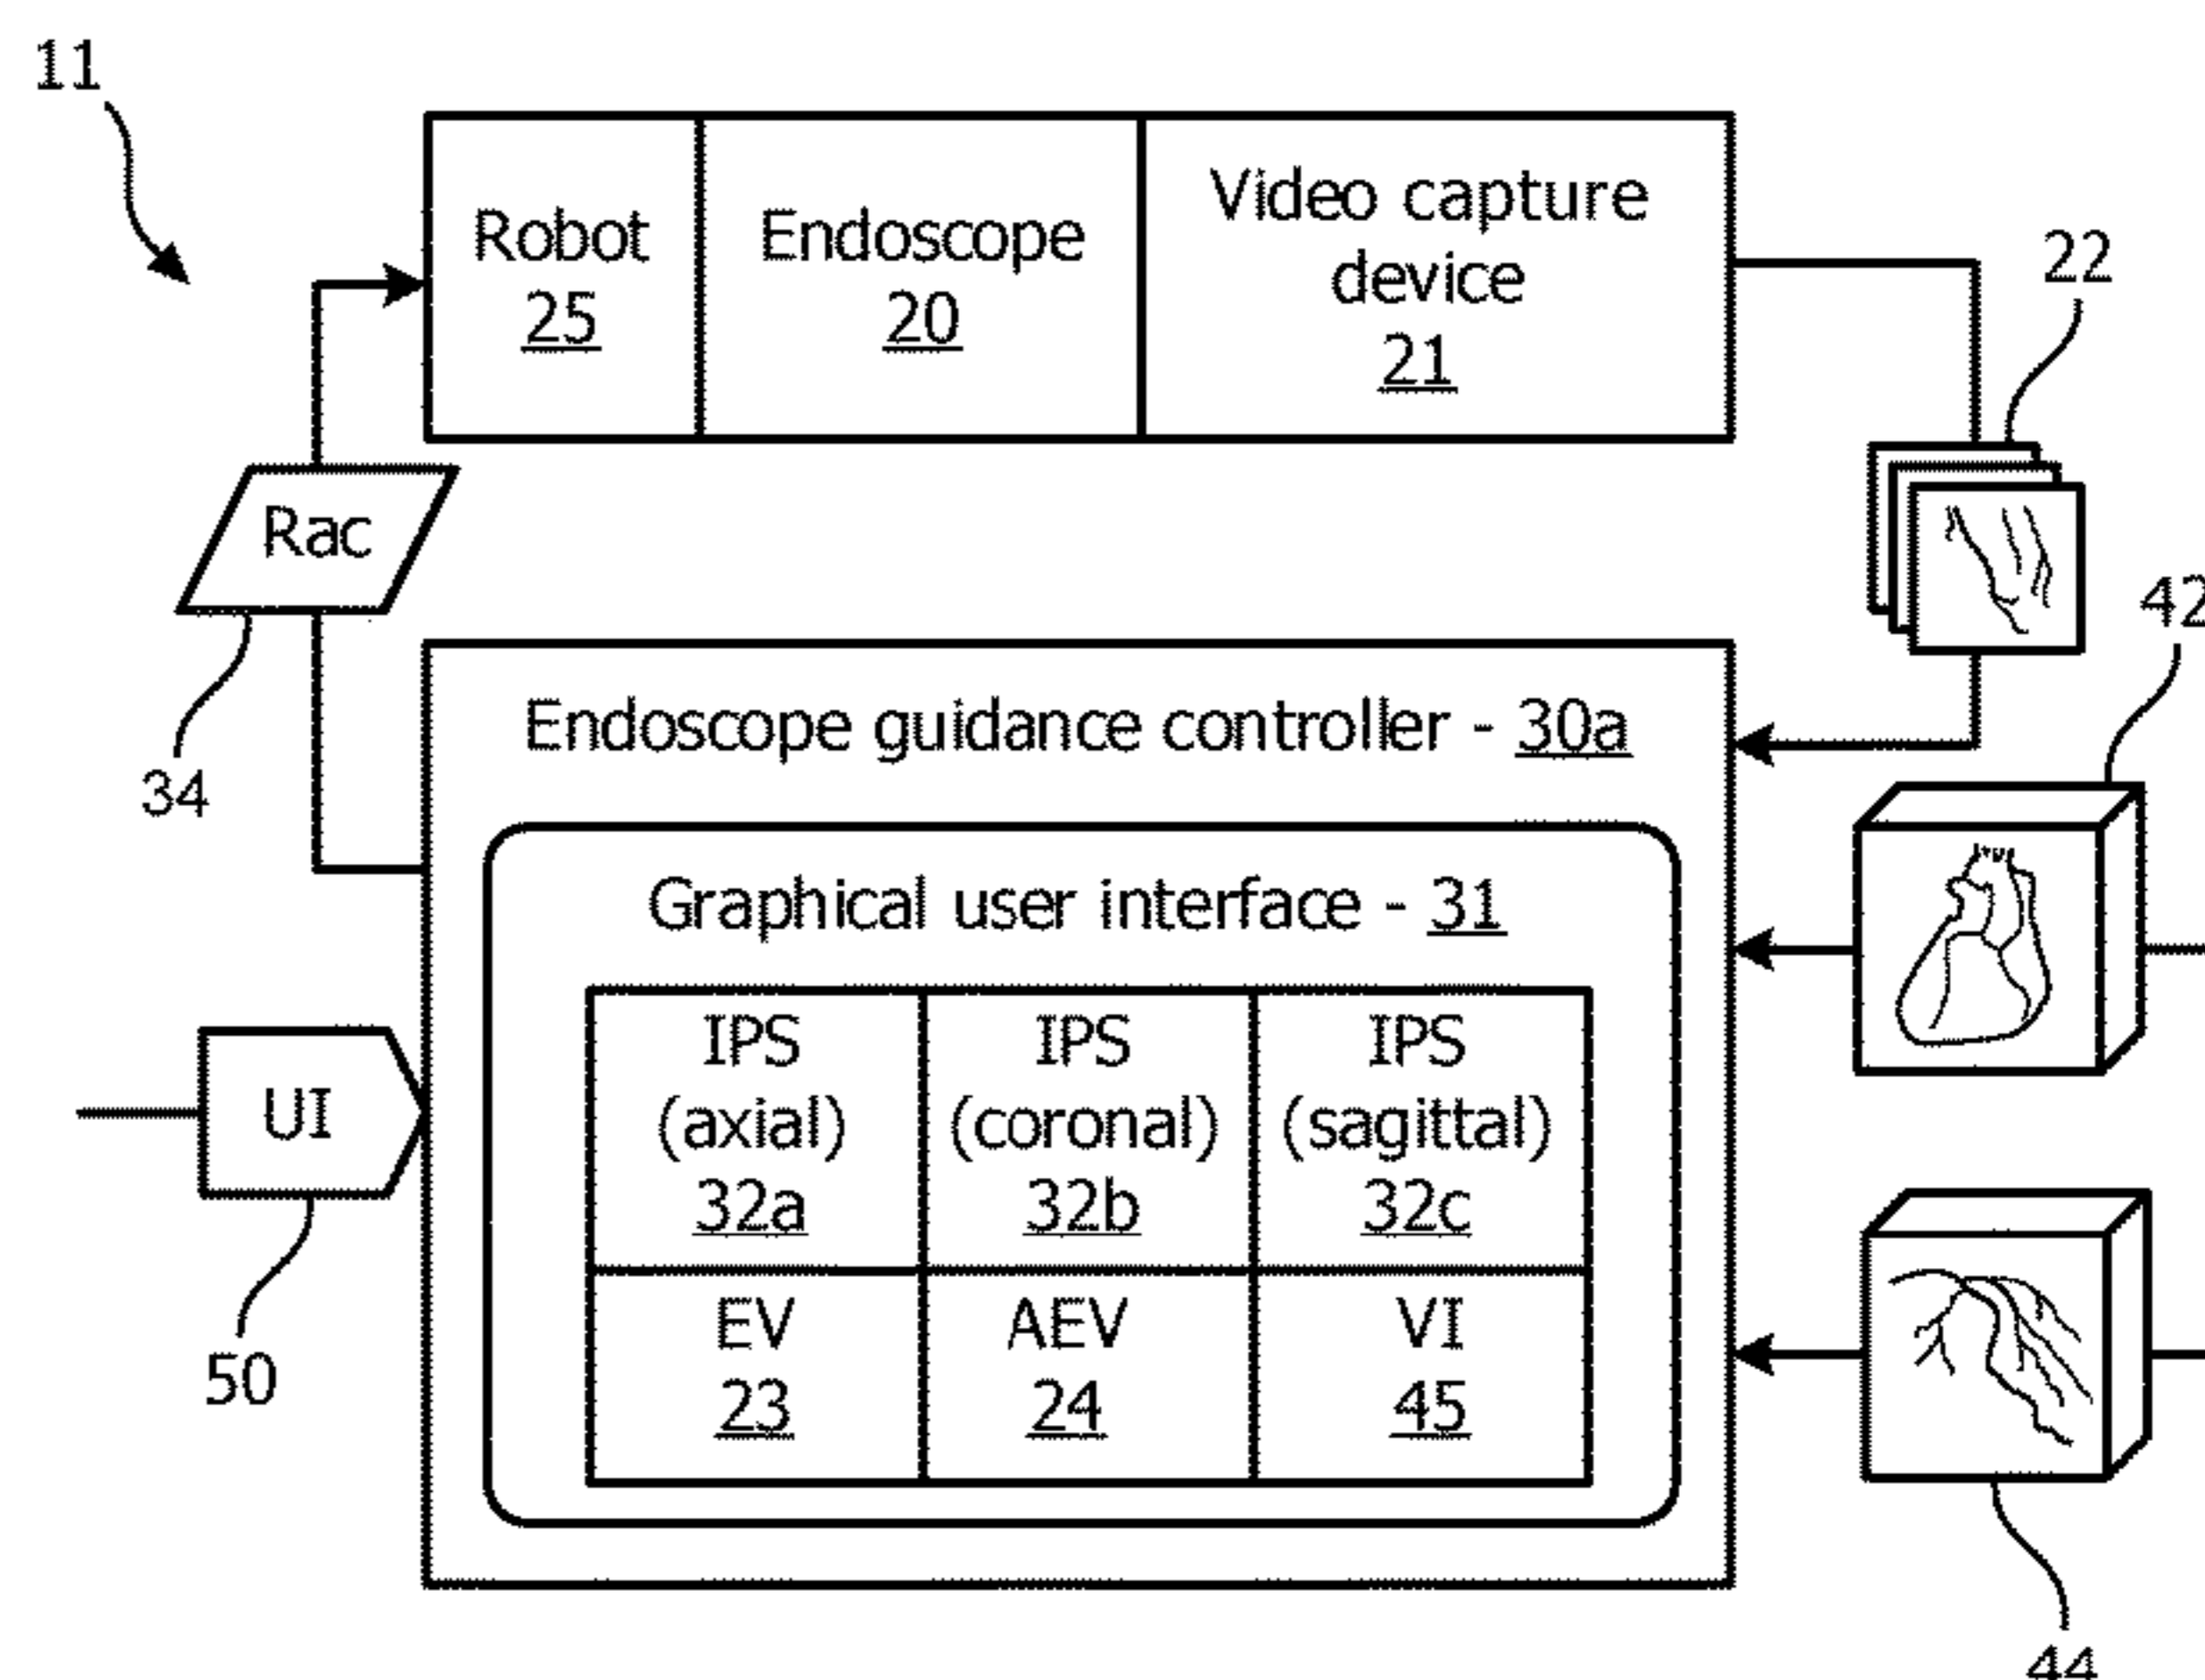 11
Robot
25
Endoscope
20
Video capture
device
21
22
Rac
34
42
Endoscope guidance controller - 30a
Graphical user interface - 31
IPS
(axial)
32a
IPS
(coronal)
32b
IPS
(sagittal)
32c
EV
23
AEV
24
VI
45
UI
50
44